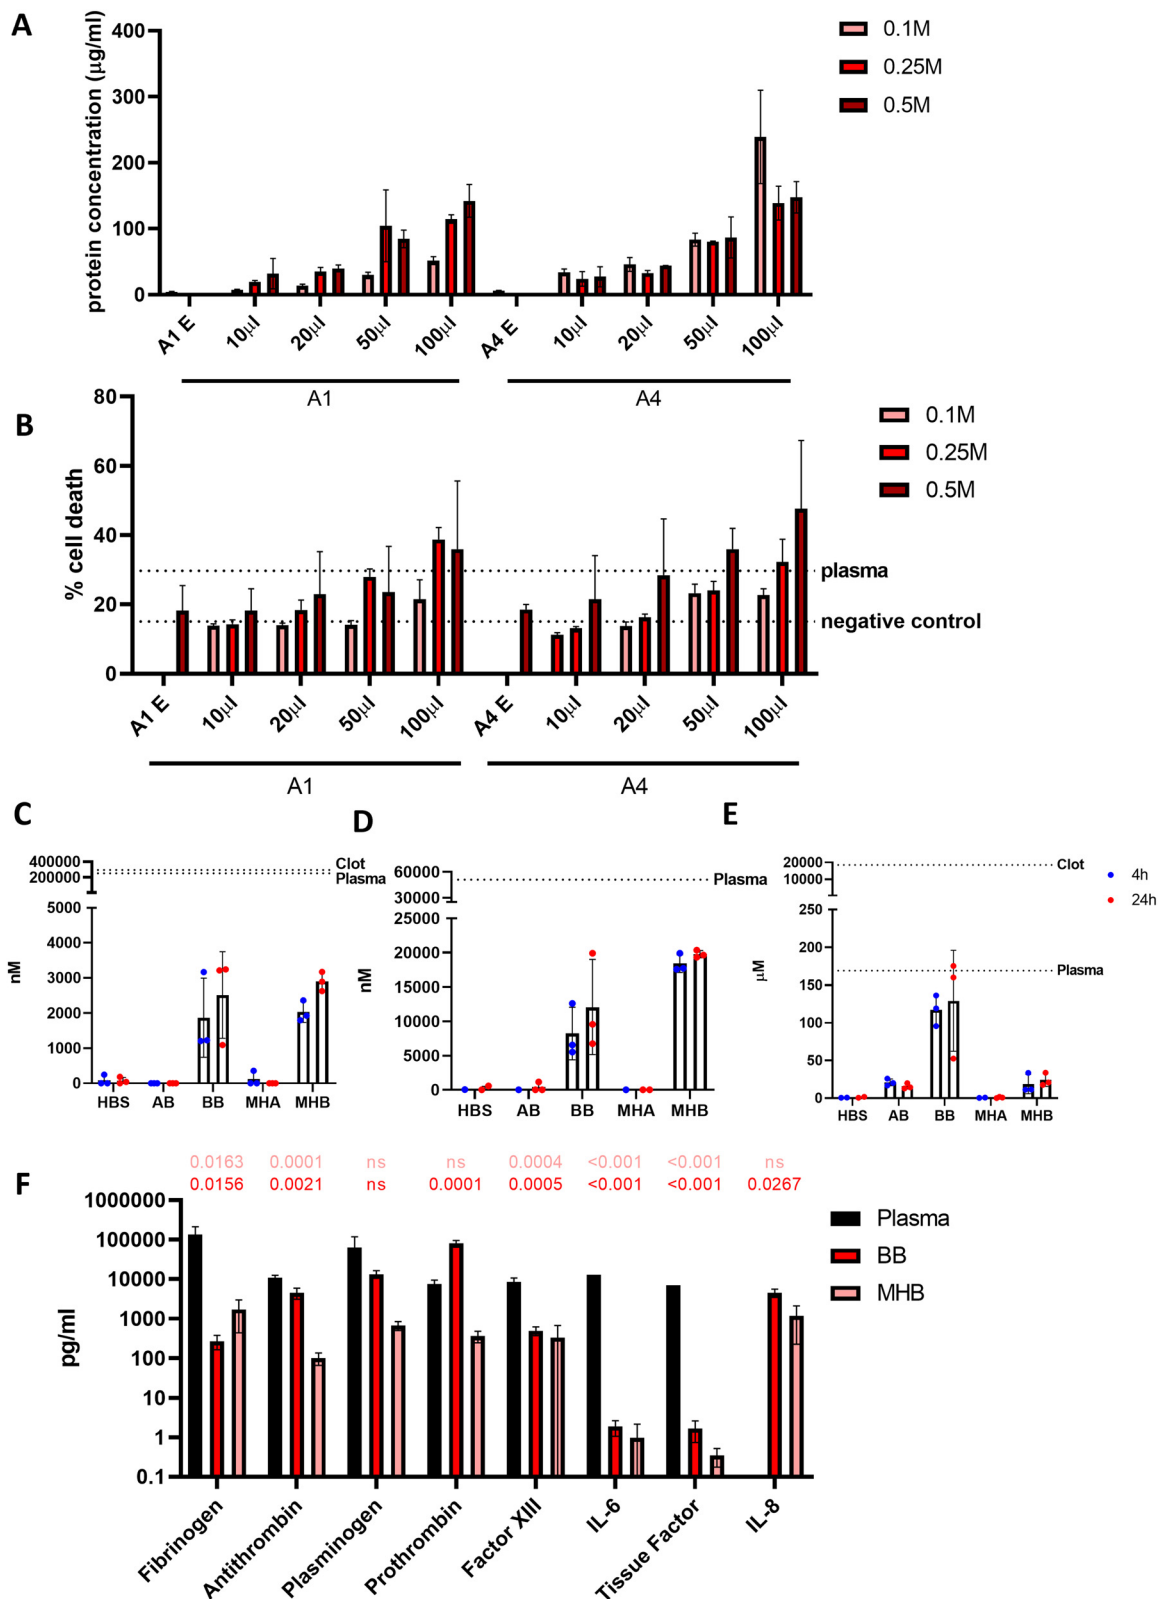 A
protein concentration (µg/ml)
400
300
200
100
0
A1 E
10µl
20µl
50µl
100µl
A4 E
10µl
20µl
50µl
100µl
A1
A4
0.1M
0.25M
0.5M
B
% cell death
80
60
40
20
0
plasma
negative control
A1 E
10µl
20µl
50µl
100µl
A4 E
10µl
20µl
50µl
100µl
A1
A4
0.1M
0.25M
0.5M
C
nM
400000
200000
5000
4000
3000
2000
1000
0
Clot
Plasma
HBS
AB
BB
MHA
MHB
D
nM
60000
30000
25000
20000
15000
10000
5000
0
Plasma
HBS
AB
BB
MHA
MHB
E
µM
20000
10000
250
200
150
100
50
0
Clot
Plasma
HBS
AB
BB
MHA
MHB
4h
24h
F
0.0163 0.0001 ns ns 0.0004 <0.001 <0.001 ns
0.0156 0.0021 ns 0.0001 0.0005 <0.001 <0.001 0.0267
pg/ml
1000000
100000
10000
1000
100
10
1
0.1
Fibrinogen
Antithrombin
Plasminogen
Prothrombin
Factor XIII
IL-6
Tissue Factor
IL-8
Plasma
BB
MHB